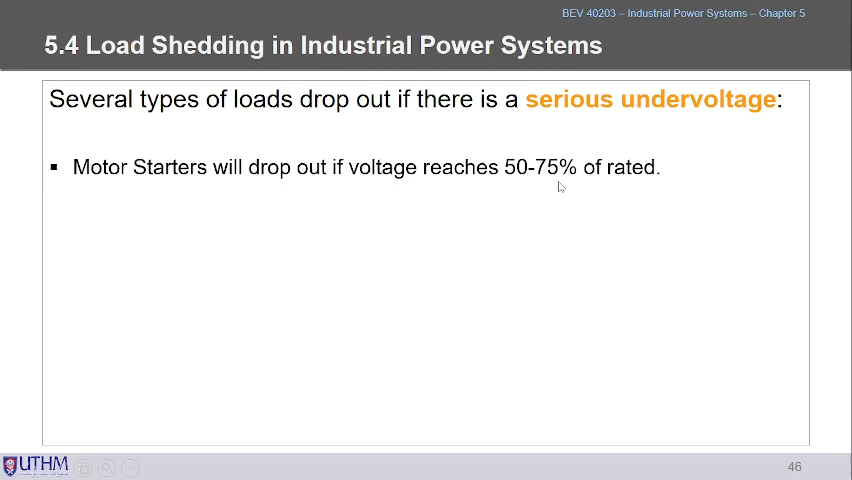 BEV 40203 – Industrial Power Systems – Chapter 5
5.4 Load Shedding in Industrial Power Systems
Several types of loads drop out if there is a serious undervoltage:
▪ Motor Starters will drop out if voltage reaches 50-75% of rated.
UTHM
46